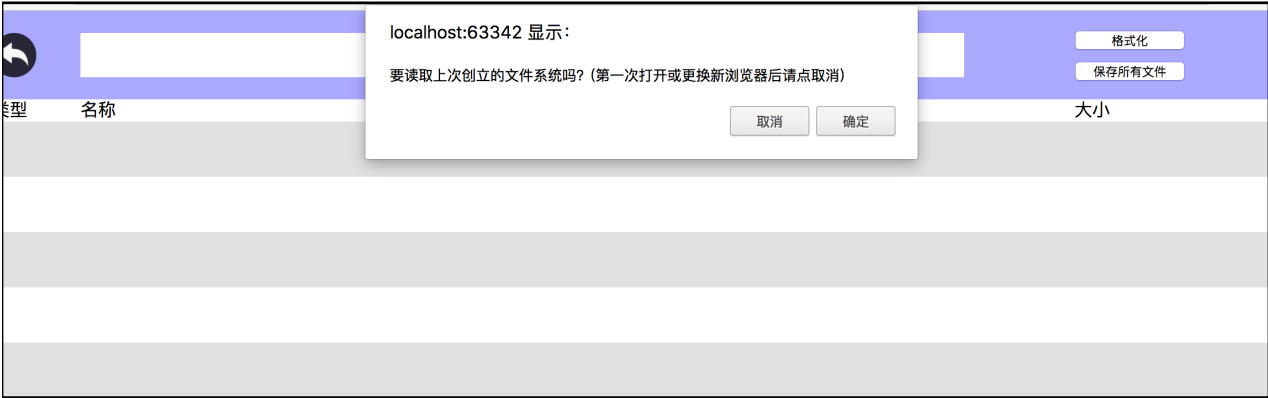 localhost:63342 显示：
要读取上次创立的文件系统吗？(第一次打开或更换新浏览器后请点取消)
取消 确定
格式化
保存所有文件
类型 名称 大小